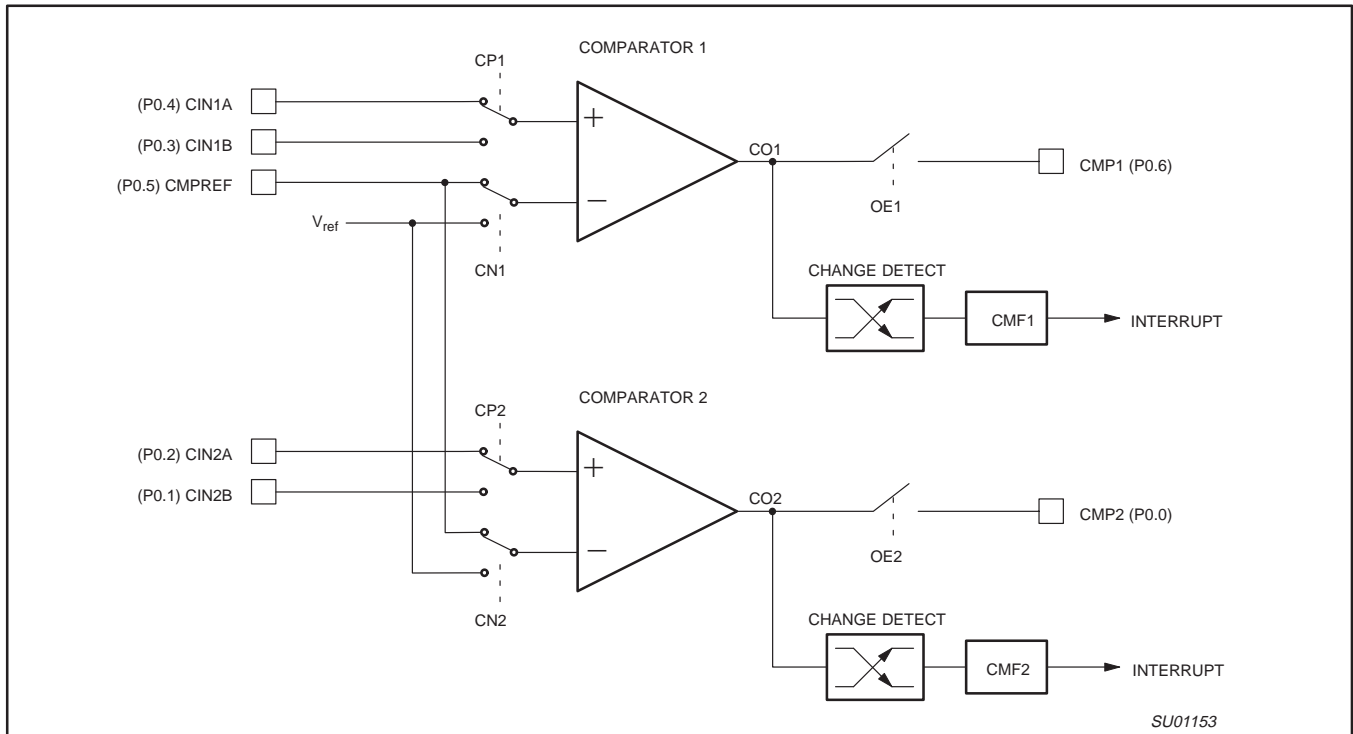 COMPARATOR 1
CP1
(P0.4) CIN1A
+
(P0.3) CIN1B
CO1
CMP1 (P0.6)
(P0.5) CMPREF
−
OE1
Vref
CN1
CHANGE DETECT
CMF1
INTERRUPT
COMPARATOR 2
CP2
(P0.2) CIN2A
+
(P0.1) CIN2B
CO2
CMP2 (P0.0)
−
OE2
CN2
CHANGE DETECT
CMF2
INTERRUPT
SU01153